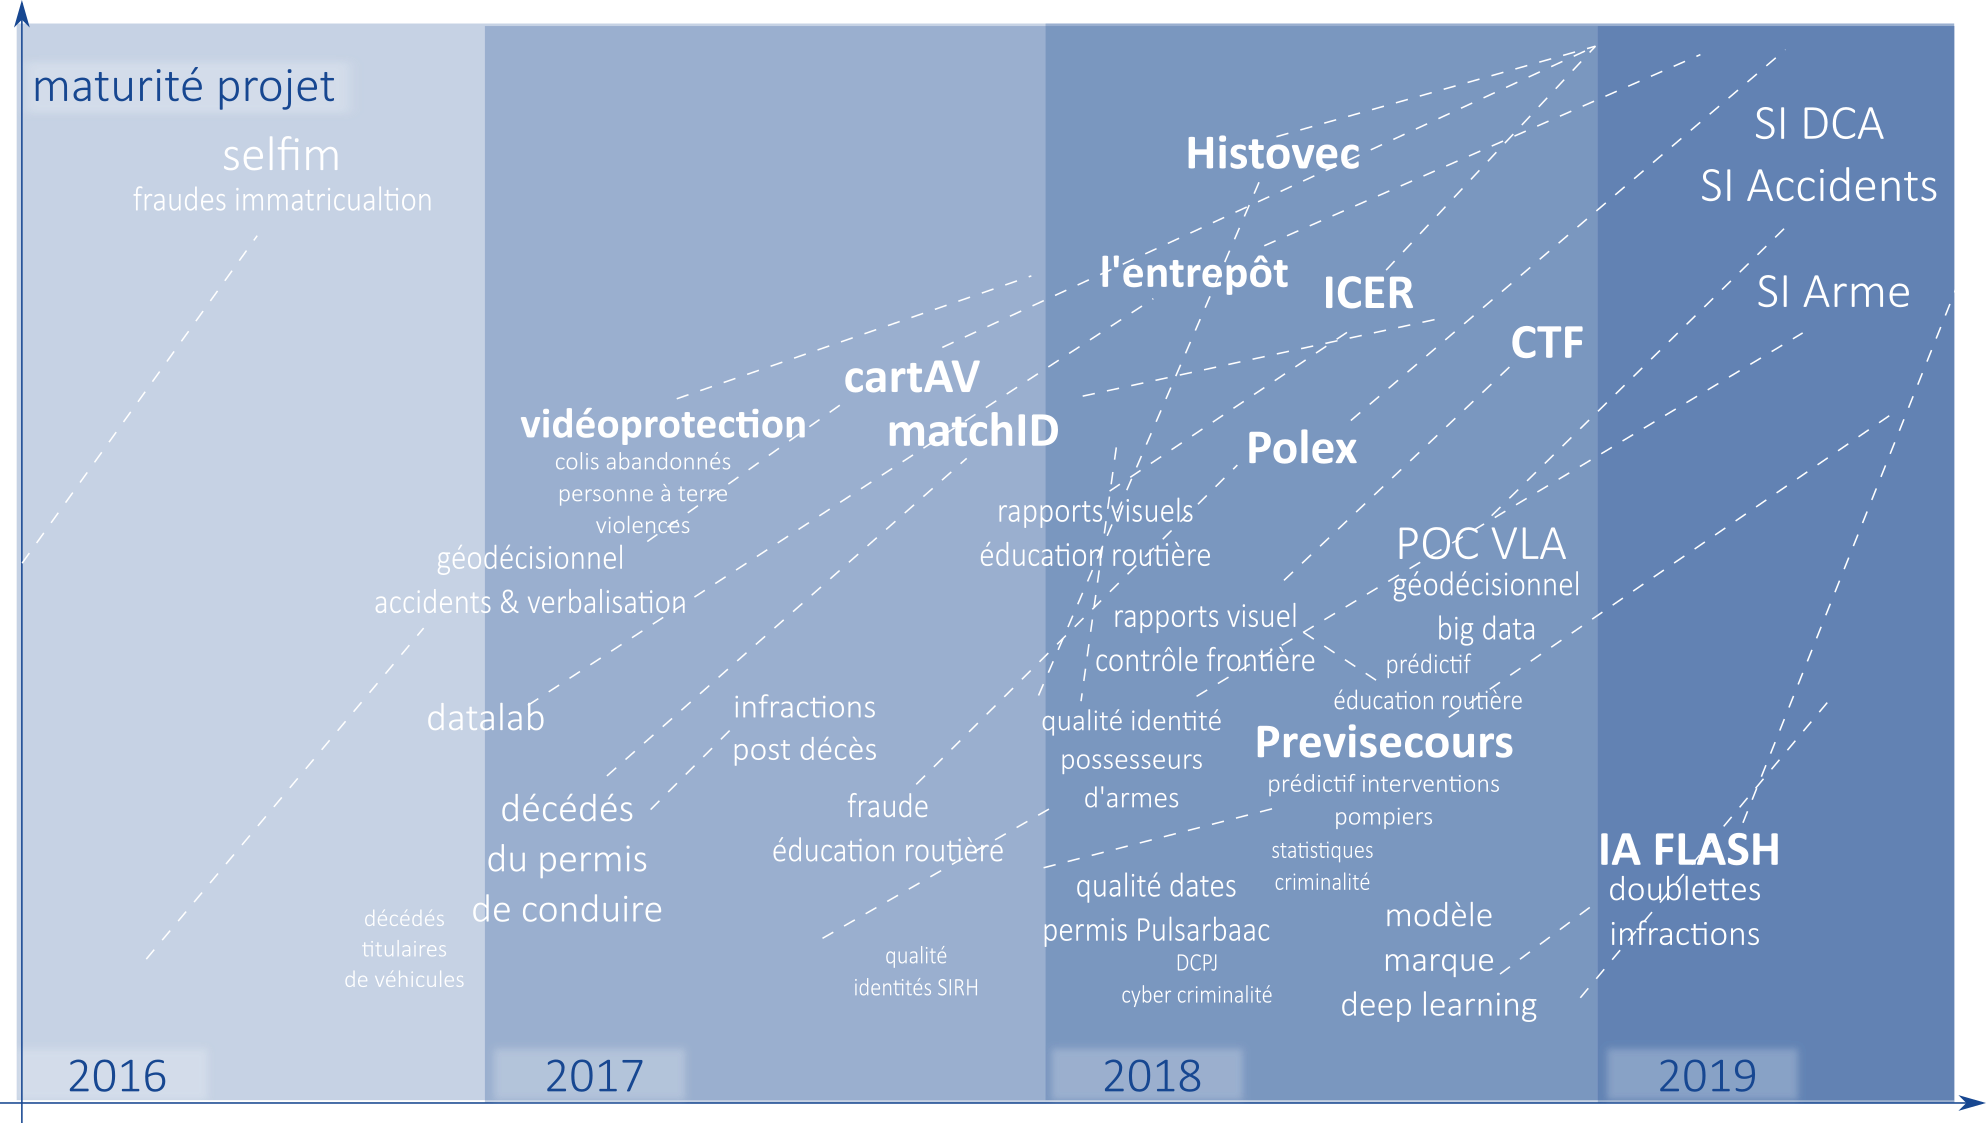 maturité projet
selfim
fraudes immatricualtion
vidéoprotection
colis abandonnés
personne à terre
violences
géodécisionnel
accidents & verbalisation
datalab
décédés
du permis
de conduire
décédés
titulaires
de véhicules
cartAV
matchID
infractions
post décès
fraude
éducation routière
qualité
identités SIRH
Histovec
l'entrepôt
ICER
CTF
Polex
rapports visuels
éducation routière
rapports visuel
contrôle frontière
qualité identité
possesseurs
d'armes
POC VLA
géodécisionnel
big data
prédictif
éducation routière
Previsecours
prédictif interventions
pompiers
statistiques
criminalité
qualité dates
permis Pulsarbaac
DCPJ
cyber criminalité
modèle
marque
deep learning
SI DCA
SI Accidents
SI Arme
IA FLASH
doublettes
infractions
2016
2017
2018
2019